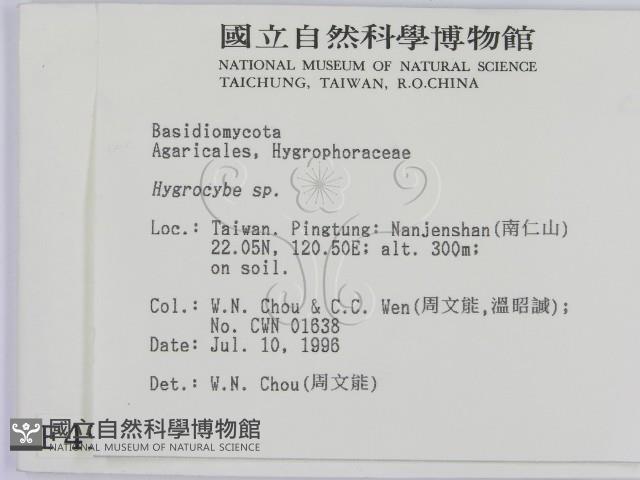 國立自然科學博物館
NATIONAL MUSEUM OF NATURAL SCIENCE
TAICHUNG, TAIWAN, R.O.CHINA
Basidiomycota
Agaricales, Hygrophoraceae
Hygrocybe sp.
Loc.: Taiwan. Pingtung: Nanjenshan(南仁山)
22.05N, 120.50E; alt. 300m;
on soil.
Col.: W.N. Chou & C.C. Wen(周文能,溫昭誠);
No. CWN 01638
Date: Jul. 10, 1996
Det.: W.N. Chou(周文能)
國立自然科學博物館
NATIONAL MUSEUM OF NATURAL SCIENCE